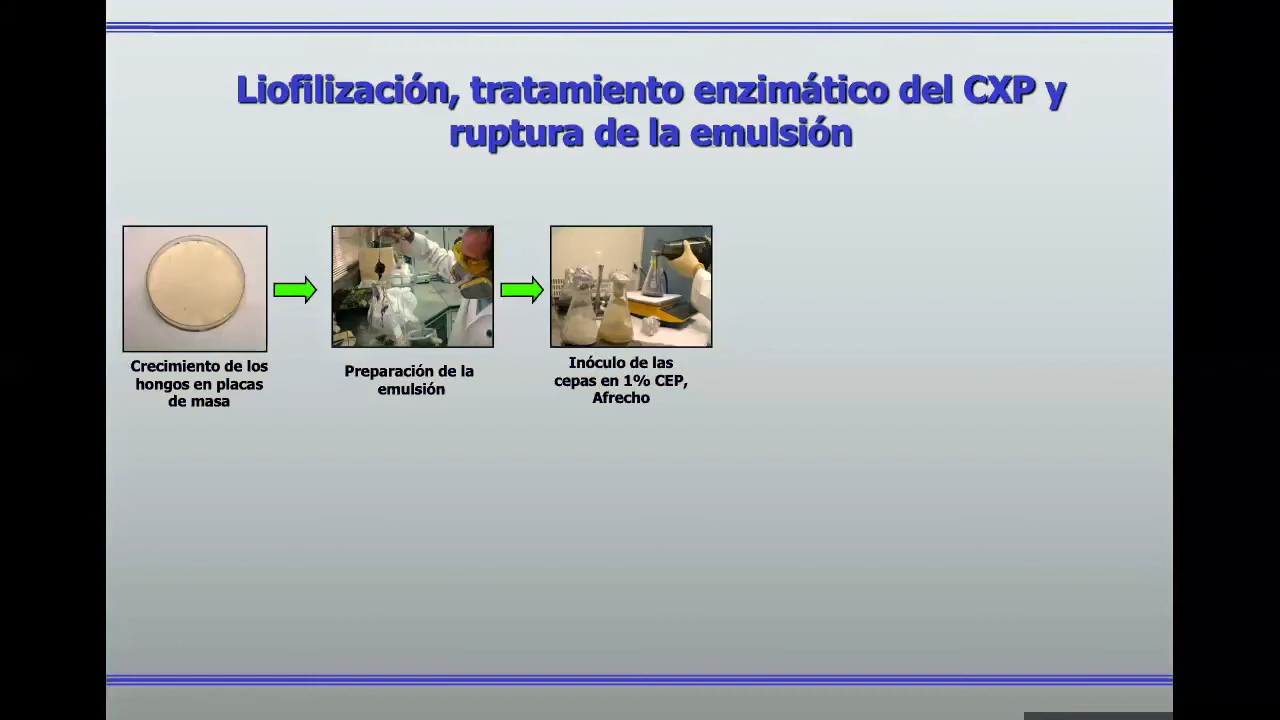 Liofilización, tratamiento enzimático del CXP y
ruptura de la emulsión
Crecimiento de los
hongos en placas
de masa
Preparación de la
emulsión
Inóculo de las
cepas en 1% CEP,
Afrecho